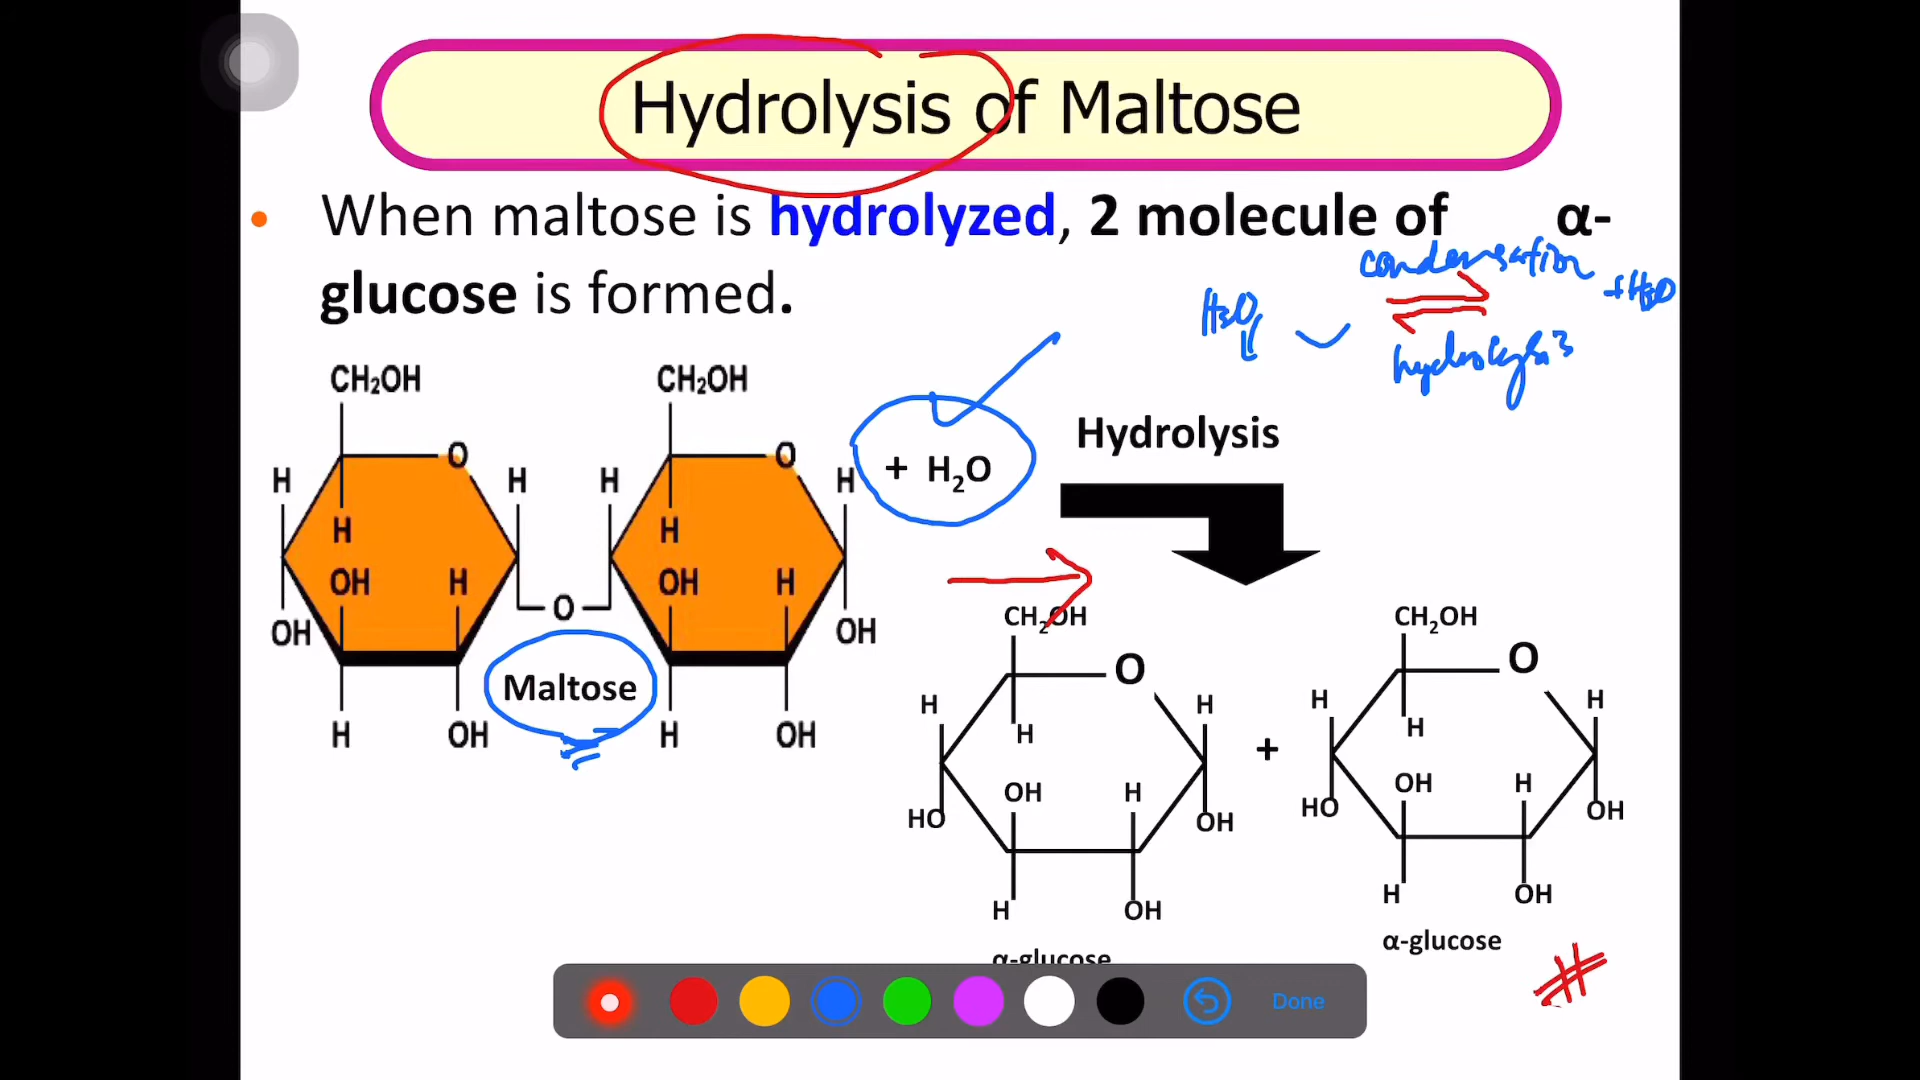 Hydrolysis of Maltose
• When maltose is hydrolyzed, 2 molecule of α-
glucose is formed.
condensation
+ H₂O
H₂O
hydrolysis
CH₂OH CH₂OH
+ H₂O
Hydrolysis
O O
H H H H
H H
OH H OH H
OH O OH
Maltose
H OH H OH
CH₂OH CH₂OH
O O
H H H H
H H
+
OH H OH H
HO OH HO OH
H OH H OH
α-glucose α-glucose
Done